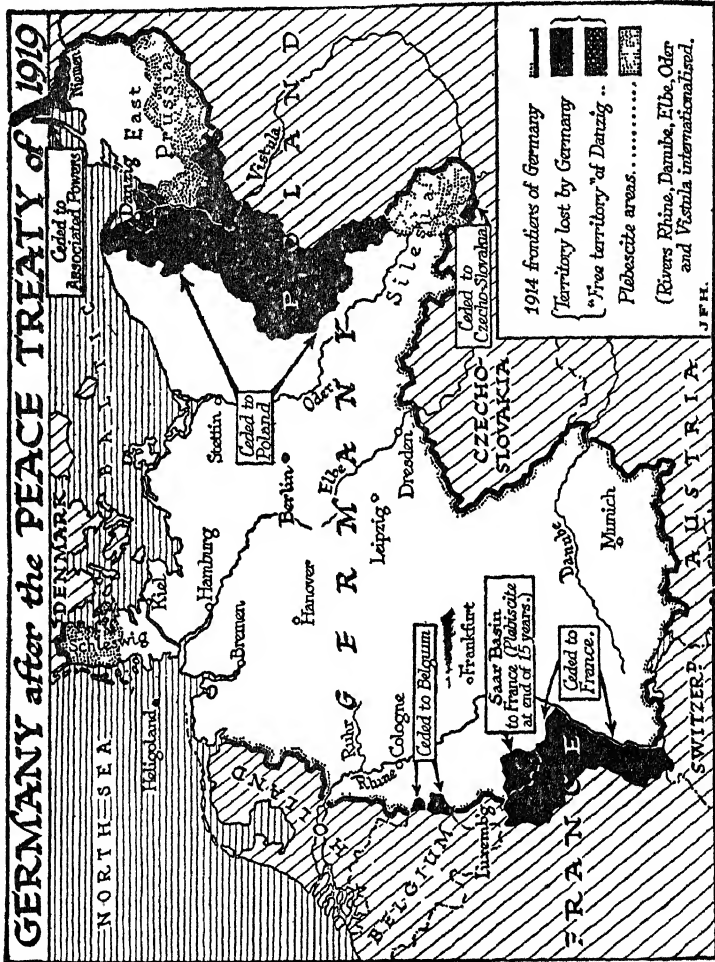 GERMANY after the PEACE TREATY of 1919
NORTH SEA
DENMARK
BALTIC
Ceded to
Associated Powers
Niemen
Heligoland
Kiel
Danzig
East
Prussia
Hamburg
Stettin
Bremen
Vistula
POLAND
Ceded to
Poland
Berlin
Oder
Hanover
Elbe
HOLLAND
GERMANY
Ruhr
Leipzig
Silesia
Rhine
Cologne
Dresden
Ceded to Belgium
Ceded to
Czecho-Slovakia
BELGIUM
Frankfurt
CZECHO-
SLOVAKIA
Luxembg
Saar Basin
to France (Plebiscite
at end of 15 years.)
Danube
Ceded to
France.
Munich
FRANCE
SWITZERD.
AUSTRIA
1914 frontiers of Germany
Territory lost by Germany
"Free territory" of Danzig ..
Plebescite areas............
(Rivers Rhine, Danube, Elbe, Oder
and Vistula internationalised.
J.F.H.